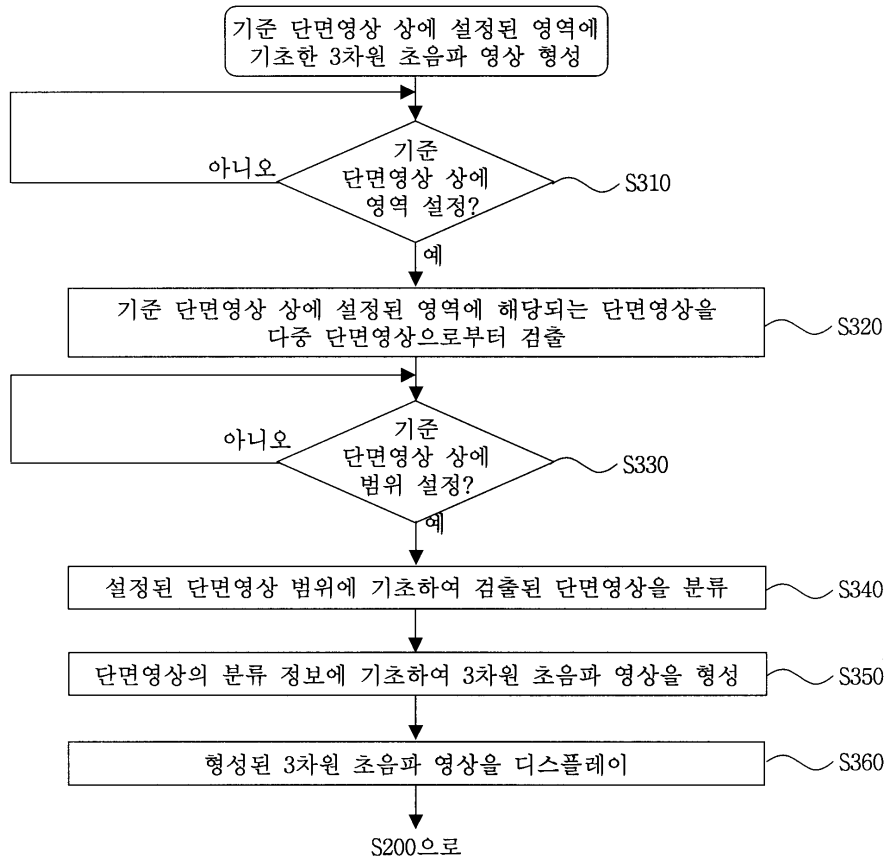 기준 단면영상 상에 설정된 영역에
기초한 3차원 초음파 영상 형성
기준
단면영상 상에
영역 설정?
아니오
S310
예
기준 단면영상 상에 설정된 영역에 해당되는 단면영상을
다중 단면영상으로부터 검출
S320
기준
단면영상 상에
범위 설정?
아니오
S330
예
설정된 단면영상 범위에 기초하여 검출된 단면영상을 분류
S340
단면영상의 분류 정보에 기초하여 3차원 초음파 영상을 형성
S350
형성된 3차원 초음파 영상을 디스플레이
S360
S200으로